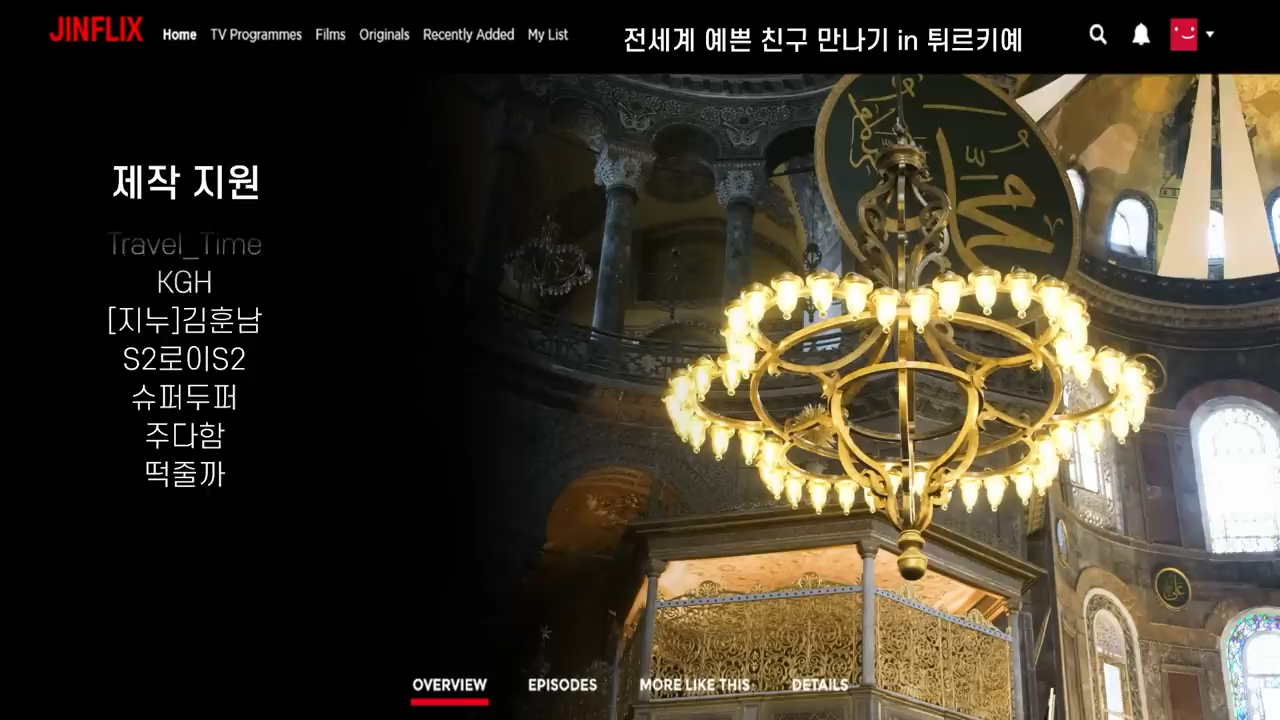 JINFLIX Home TV Programmes Films Originals Recently Added My List 전세계 예쁜 친구 만나기 in 튀르키예
제작 지원
Travel_Time
KGH
[지누]김훈남
S2로이S2
슈퍼두퍼
주다함
떡줄까
OVERVIEW EPISODES MORE LIKE THIS DETAILS